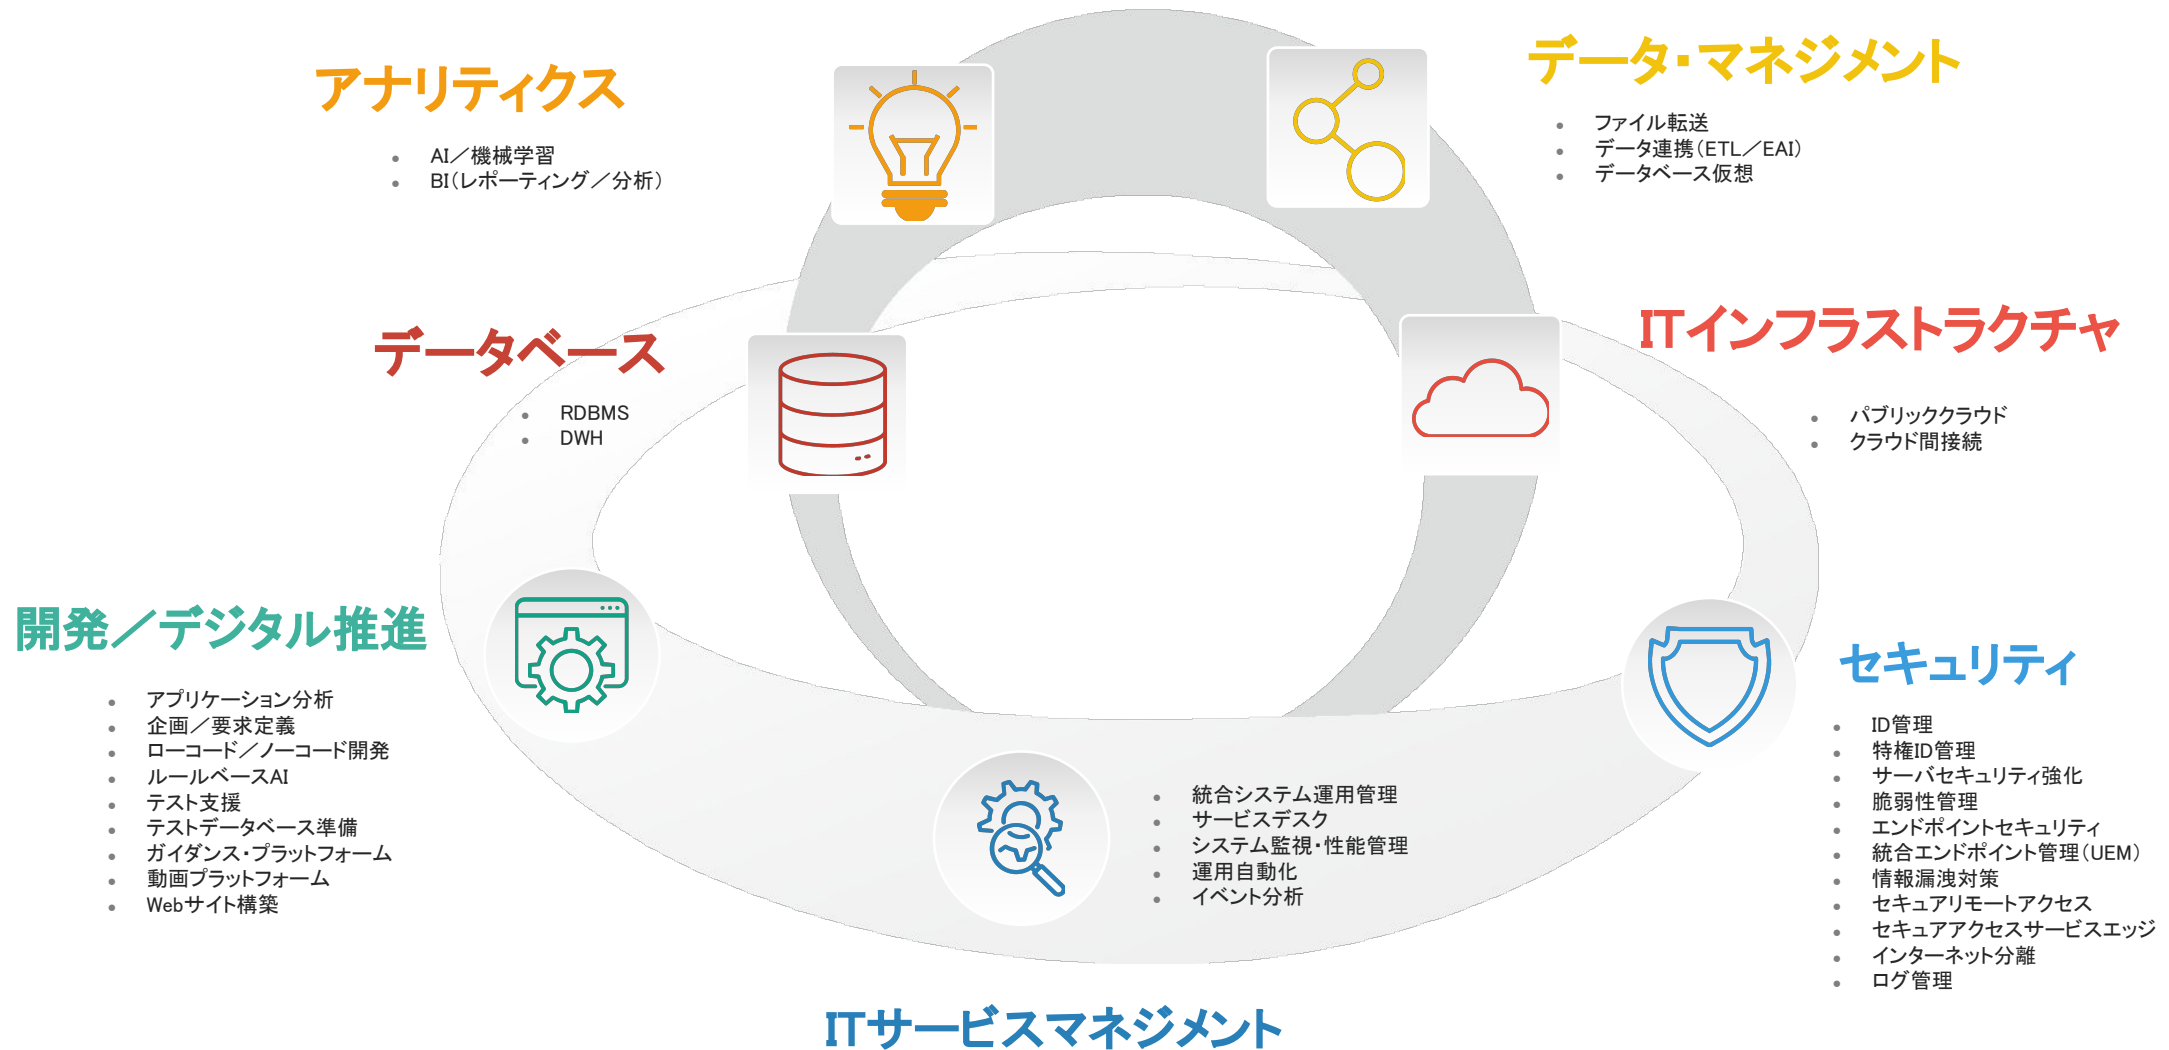 アナリティクス
AI／機械学習
BI（レポーティング／分析）
データ・マネジメント
ファイル転送
データ連携（ETL／EAI）
データベース仮想
データベース
RDBMS
DWH
ITインフラストラクチャ
パブリッククラウド
クラウド間接続
開発／デジタル推進
アプリケーション分析
企画／要求定義
ローコード／ノーコード開発
ルールベースAI
テスト支援
テストデータベース準備
ガイダンス・プラットフォーム
動画プラットフォーム
Webサイト構築
統合システム運用管理
サービスデスク
システム監視・性能管理
運用自動化
イベント分析
ITサービスマネジメント
セキュリティ
ID管理
特権ID管理
サーバセキュリティ強化
脆弱性管理
エンドポイントセキュリティ
統合エンドポイント管理（UEM）
情報漏洩対策
セキュアリモートアクセス
セキュアアクセスサービスエッジ
インターネット分離
ログ管理